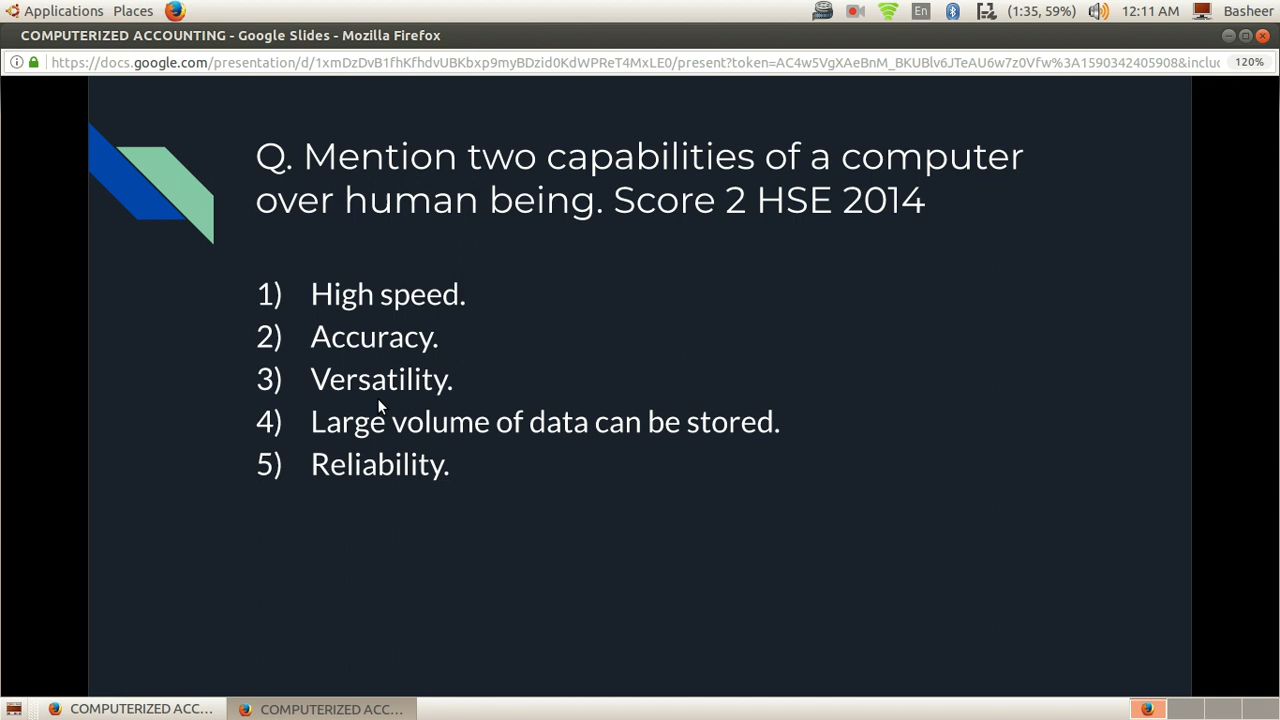 Applications Places En (1:35, 59%) 12:11 AM Basheer
COMPUTERIZED ACCOUNTING - Google Slides - Mozilla Firefox
https://docs.google.com/presentation/d/1xmDzDvB1fhKfhdvUBKbxp9myBDzid0KdWPReT4MxLE0/present?token=AC4w5VgXAeBnM_BKUBlv6JTeAU6w7z0Vfw%3A1590342405908&inclu 120%
Q. Mention two capabilities of a computer
over human being. Score 2 HSE 2014
1) High speed.
2) Accuracy.
3) Versatility.
4) Large volume of data can be stored.
5) Reliability.
COMPUTERIZED ACC... COMPUTERIZED ACC...